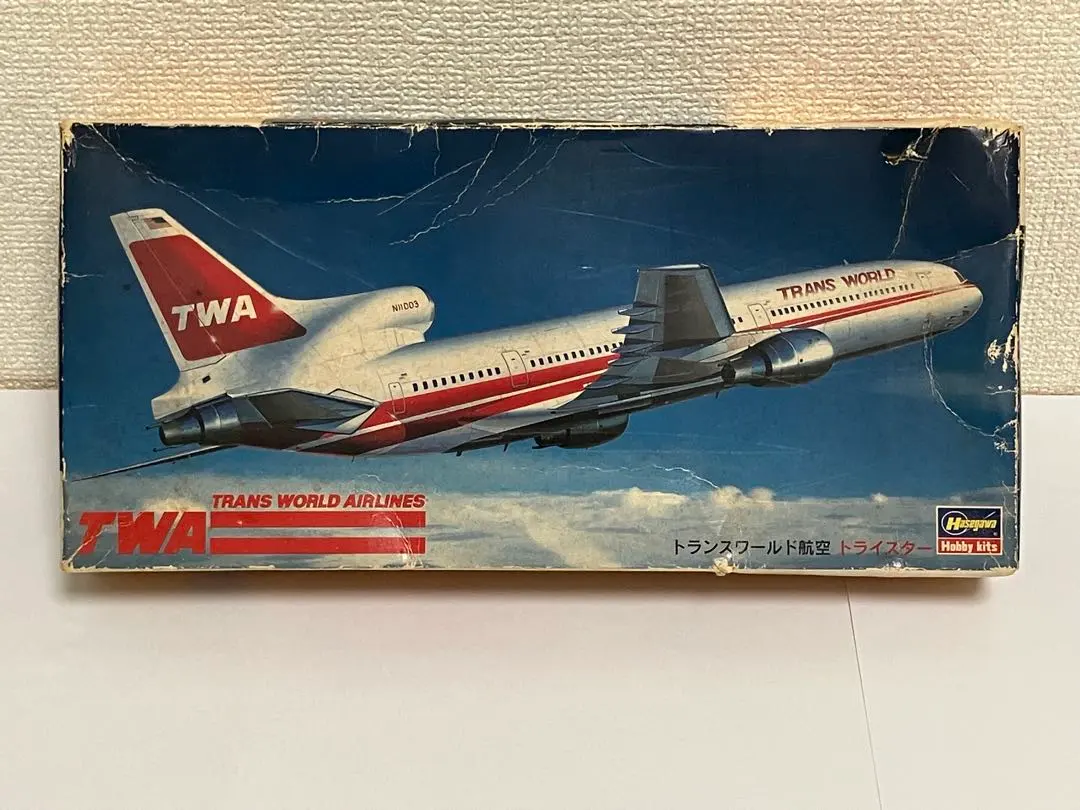 TWA
N11003
TRANS WORLD
TRANS WORLD AIRLINES
TWA
トランスワールド航空 トライスター
Hasegawa
Hobby kits